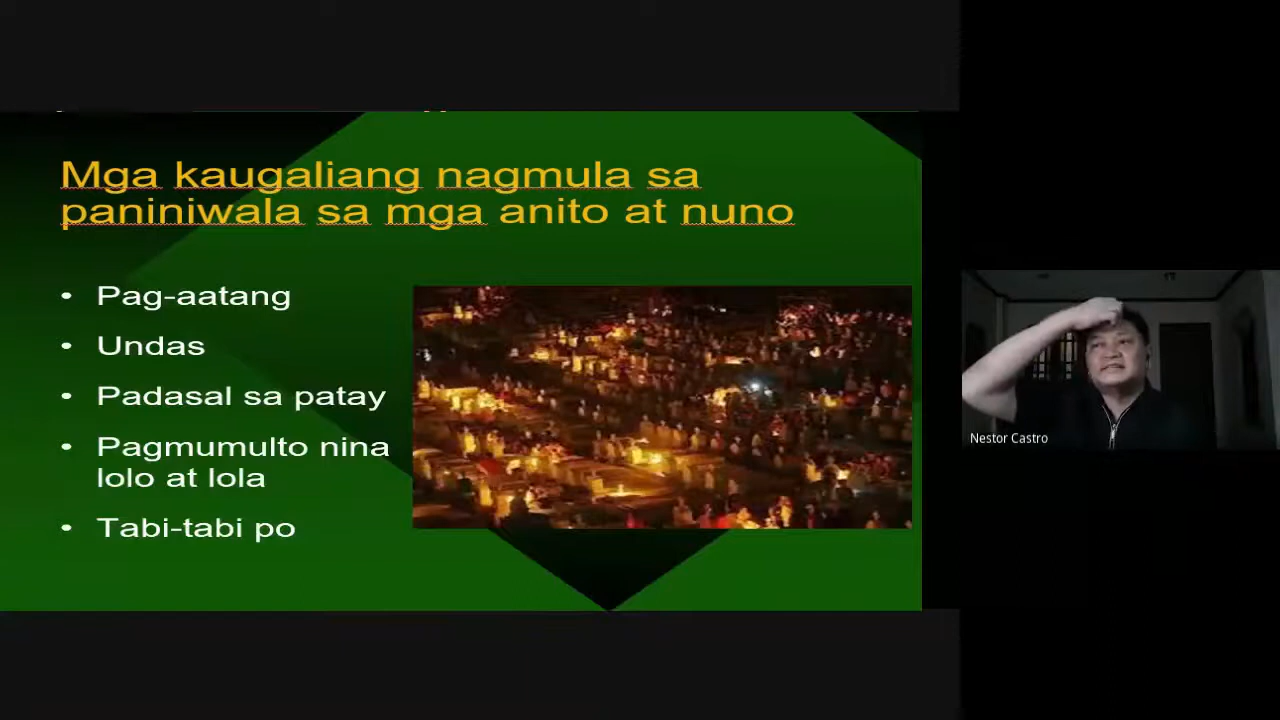 Mga kaugaliang nagmula sa
paniniwala sa mga anito at nuno
• Pag-aatang
• Undas
• Padasal sa patay
• Pagmumulto nina
lolo at lola
• Tabi-tabi po
Nestor Castro